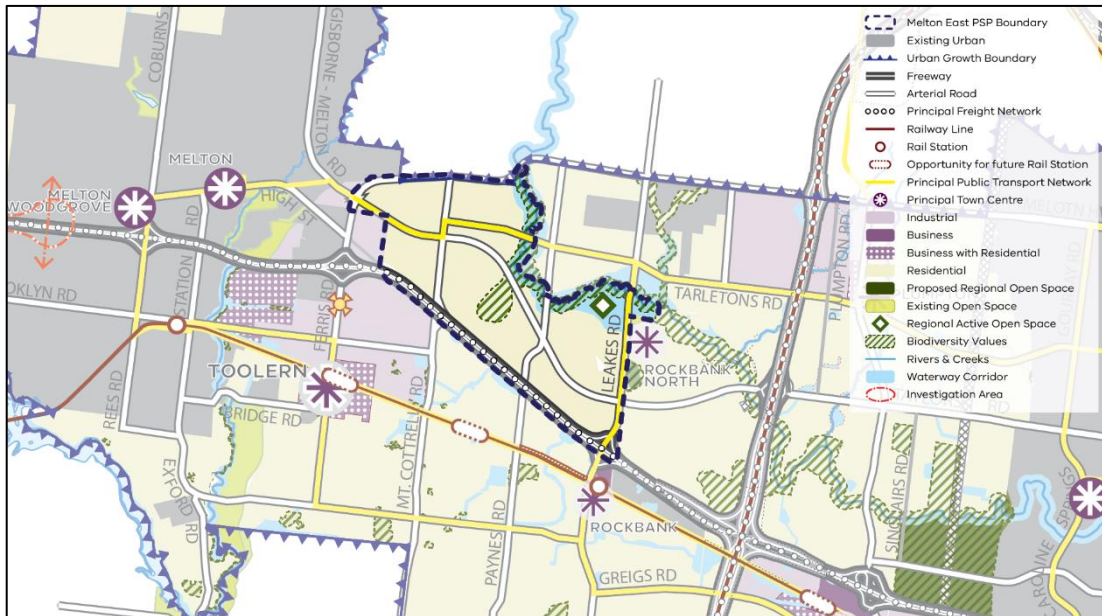 COBURNS
GISBORNE - MELTON RD
MELTON
MELTON
WOODGROVE
HIGH ST
STATION RD
OKLYN RD
FERRIS RD
TOOLERN
REES RD
BRIDGE RD
EXFORD RD
MT. COTTRELL RD
PAYNES RD
LEAKES RD
TARLETONS RD
ROCKBANK
NORTH
ROCKBANK
GREIGS RD
PLUMPTON RD
SINCLAIRS RD
CAROLINE SPRINGS
Melton East PSP Boundary
Existing Urban
Urban Growth Boundary
Freeway
Arterial Road
Principal Freight Network
Railway Line
Rail Station
Opportunity for future Rail Station
Principal Public Transport Network
Principal Town Centre
Industrial
Business
Business with Residential
Residential
Proposed Regional Open Space
Existing Open Space
Regional Active Open Space
Biodiversity Values
Rivers & Creeks
Waterway Corridor
Investigation Area